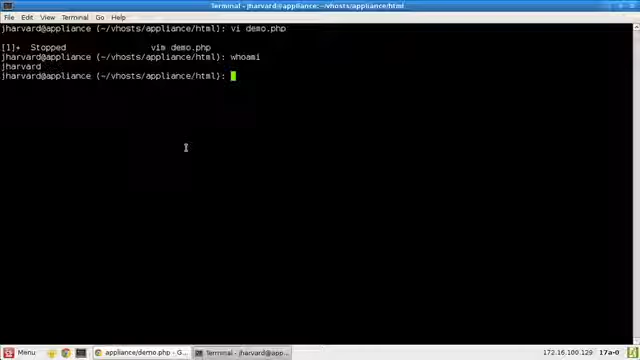 Terminal - jharvard@appliance:~/vhosts/appliance/html
File Edit View Terminal Go Help
jharvard@appliance (~/vhosts/appliance/html): vi demo.php
[1]+ Stopped vim demo.php
jharvard@appliance (~/vhosts/appliance/html): whoami
jharvard
jharvard@appliance (~/vhosts/appliance/html):
Menu appliance/demo.php - G... Terminal - jharvard@app... 172.16.100.129